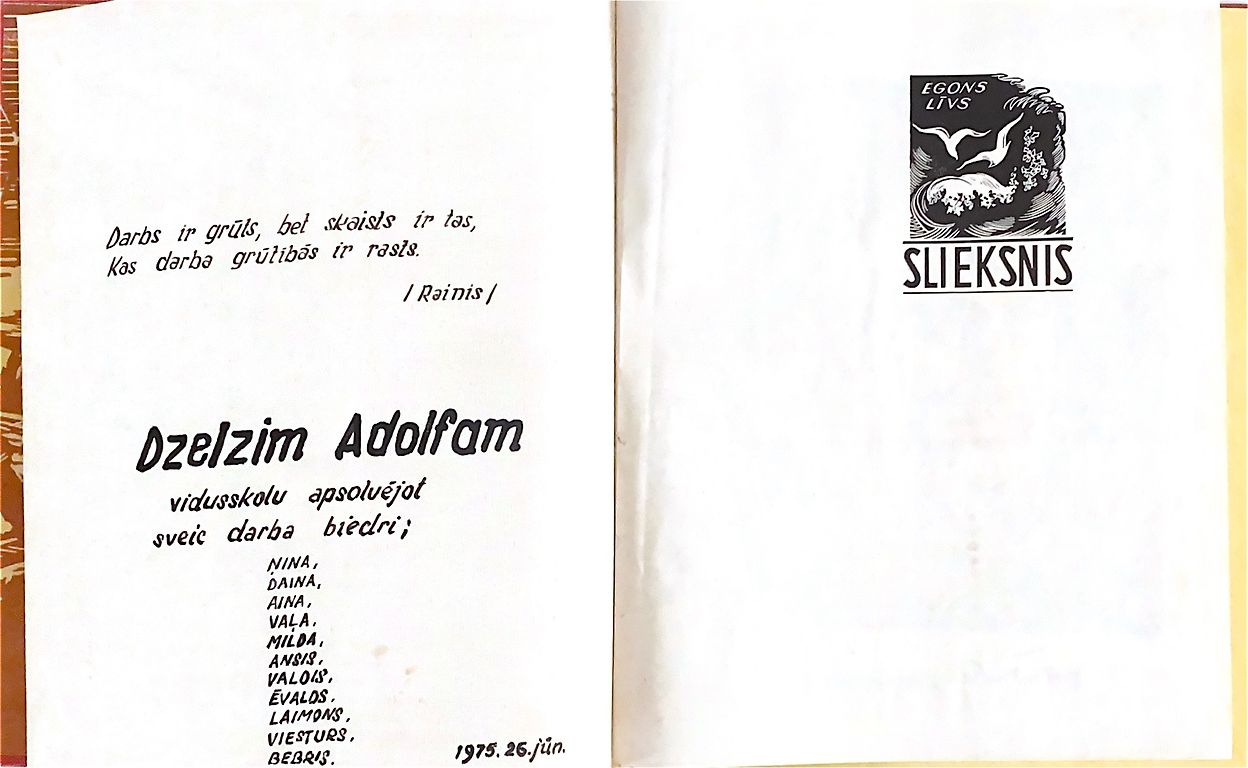 Darbs ir grūts, bet skaists ir tas,
Kas darba grūtībās ir rasts.
/Rainis/
Dzelzim Adolfam
vidusskolu apsolvējot
sveic darba biedri;
ŅINA,
DAINA,
AINA,
VAĻA,
MILDA,
ANSIS,
VALDIS,
ĒVALDS.
LAIMONS,
VIESTURS,
BEBRIS.
1975. 26. jūn.
EGONS
LĪVS
SLIEKSNIS